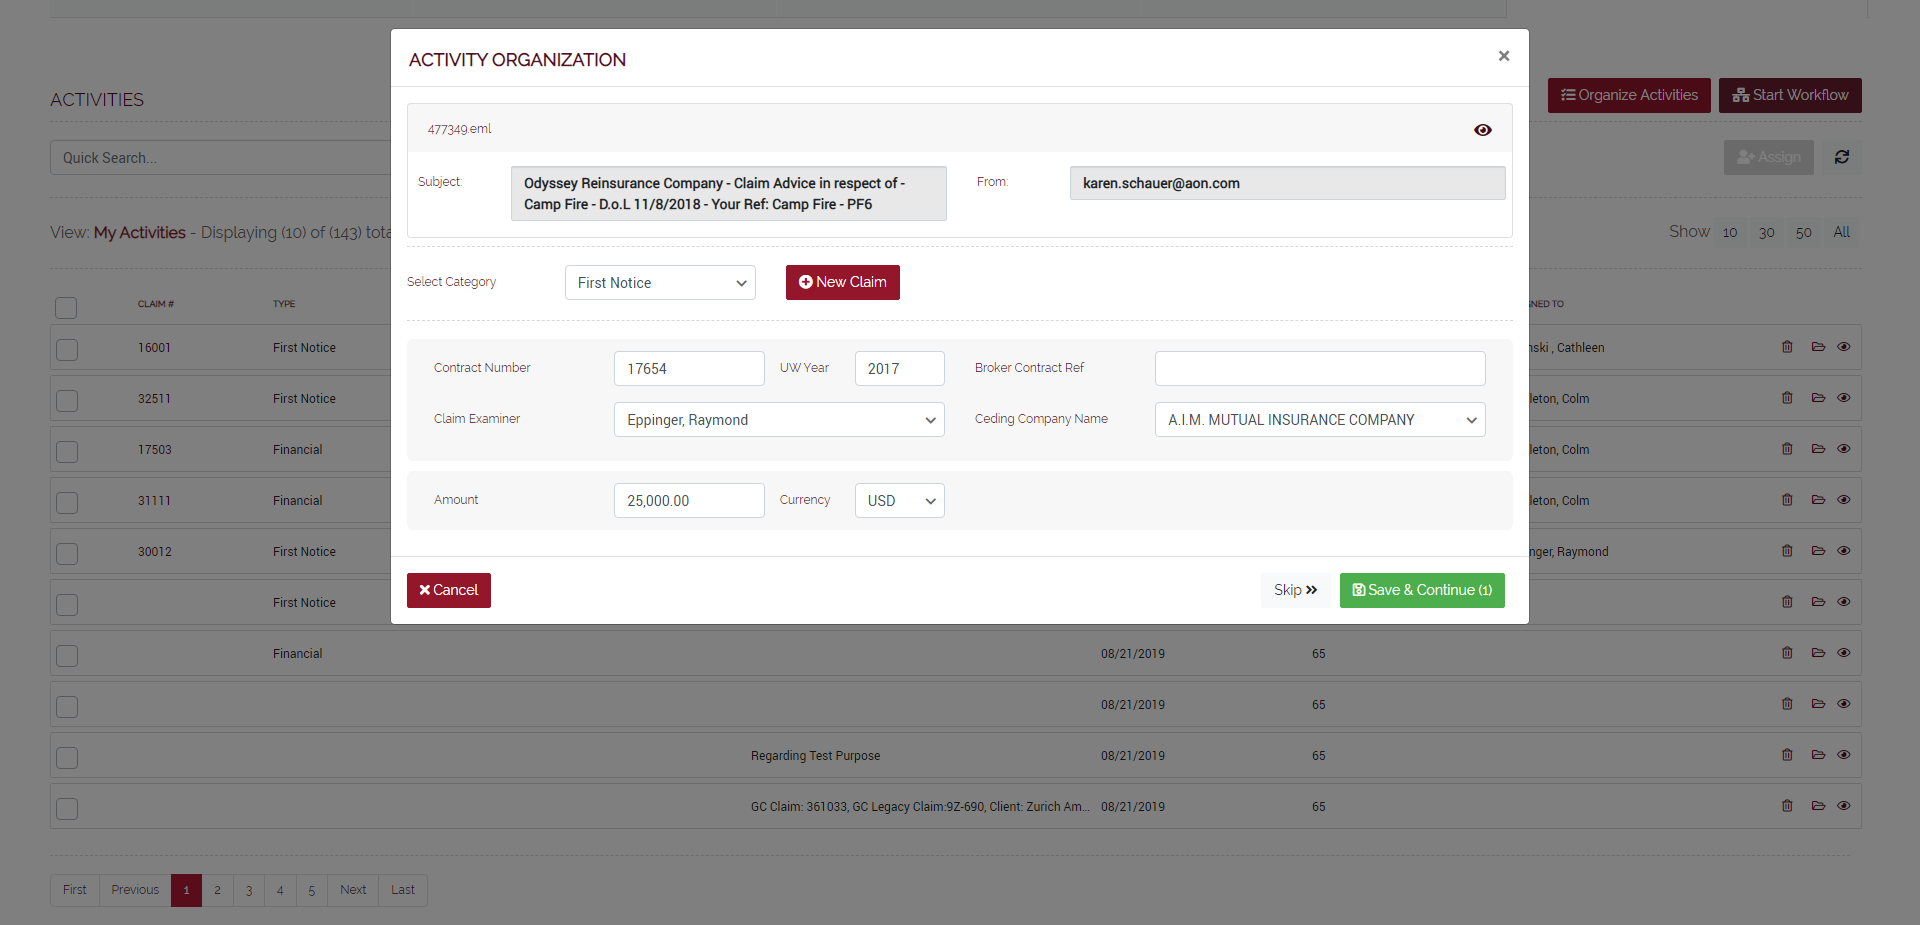 ACTIVITY ORGANIZATION
×
ACTIVITIES
Organize Activities
Start Workflow
477349.eml
Quick Search...
Assign
Subject:
Odyssey Reinsurance Company - Claim Advice in respect of -
Camp Fire - D.o.L 11/8/2018 - Your Ref: Camp Fire - PF6
From:
karen.schauer@aon.com
View: My Activities - Displaying (10) of (143) tota
Show 10 30 50 All
Select Category
First Notice
New Claim
CLAIM # TYPE NED TO
16001 First Notice ski , Cathleen
Contract Number 17654 UW Year 2017 Broker Contract Ref
32511 First Notice leton, Colm
Claim Examiner Eppinger, Raymond Ceding Company Name A.I.M. MUTUAL INSURANCE COMPANY
17503 Financial leton, Colm
31111 Financial leton, Colm
Amount 25,000.00 Currency USD
30012 First Notice nger, Raymond
Cancel Skip Save & Continue (1)
First Notice
Financial 08/21/2019 65
08/21/2019 65
Regarding Test Purpose 08/21/2019 65
GC Claim: 361033, GC Legacy Claim:9Z-690, Client: Zurich Am... 08/21/2019 65
First Previous 1 2 3 4 5 Next Last